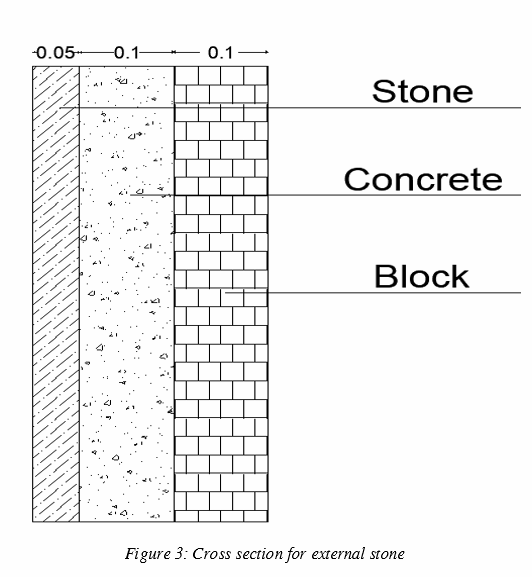 0.05 0.1 0.1
Stone
Concrete
Block
Figure 3: Cross section for external stone